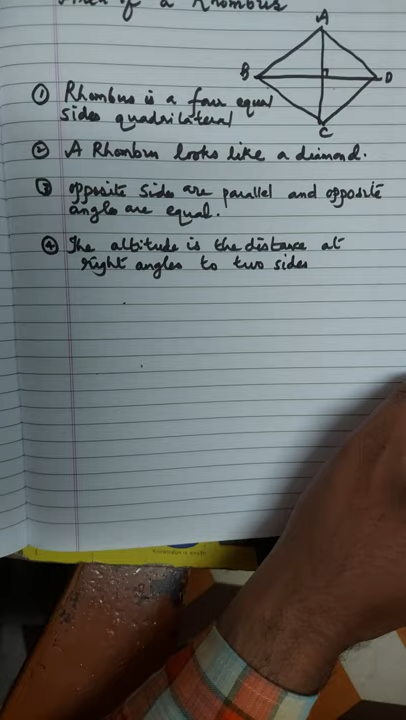 Area of a Rhombus
A
B
D
C
① Rhombus is a four equal
sides quadrilateral
② A Rhombus looks like a diamond.
③ opposite sides are parallel and opposite
angles are equal.
④ The altitude is the distance at
right angles to two sides